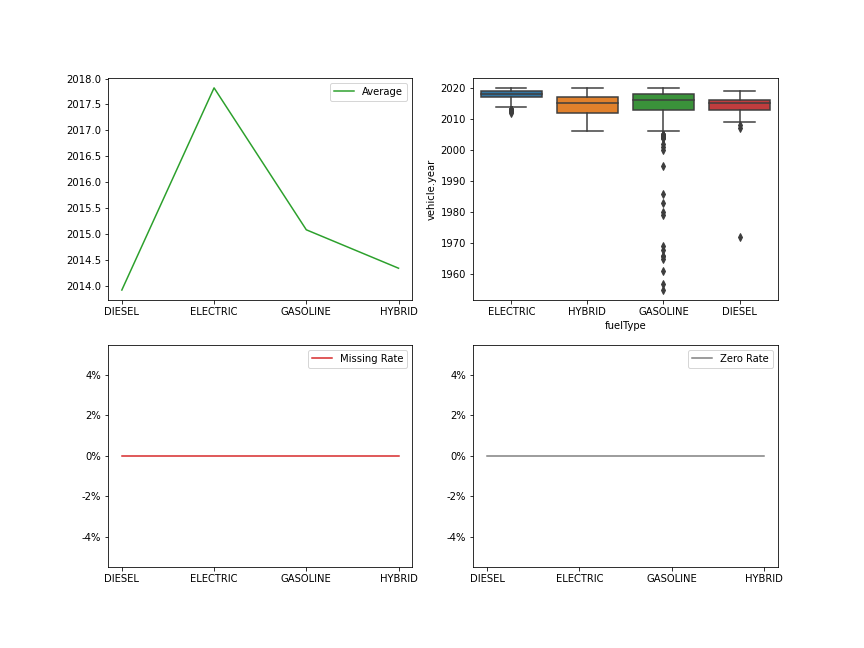 2018.0
2017.5
2017.0
2016.5
2016.0
2015.5
2015.0
2014.5
2014.0
Average
DIESEL ELECTRIC GASOLINE HYBRID
2020
2010
2000
1990
1980
1970
1960
vehicle.year
ELECTRIC HYBRID GASOLINE DIESEL
fuelType
4%
2%
0%
-2%
-4%
Missing Rate
DIESEL ELECTRIC GASOLINE HYBRID
4%
2%
0%
-2%
-4%
Zero Rate
DIESEL ELECTRIC GASOLINE HYBRID